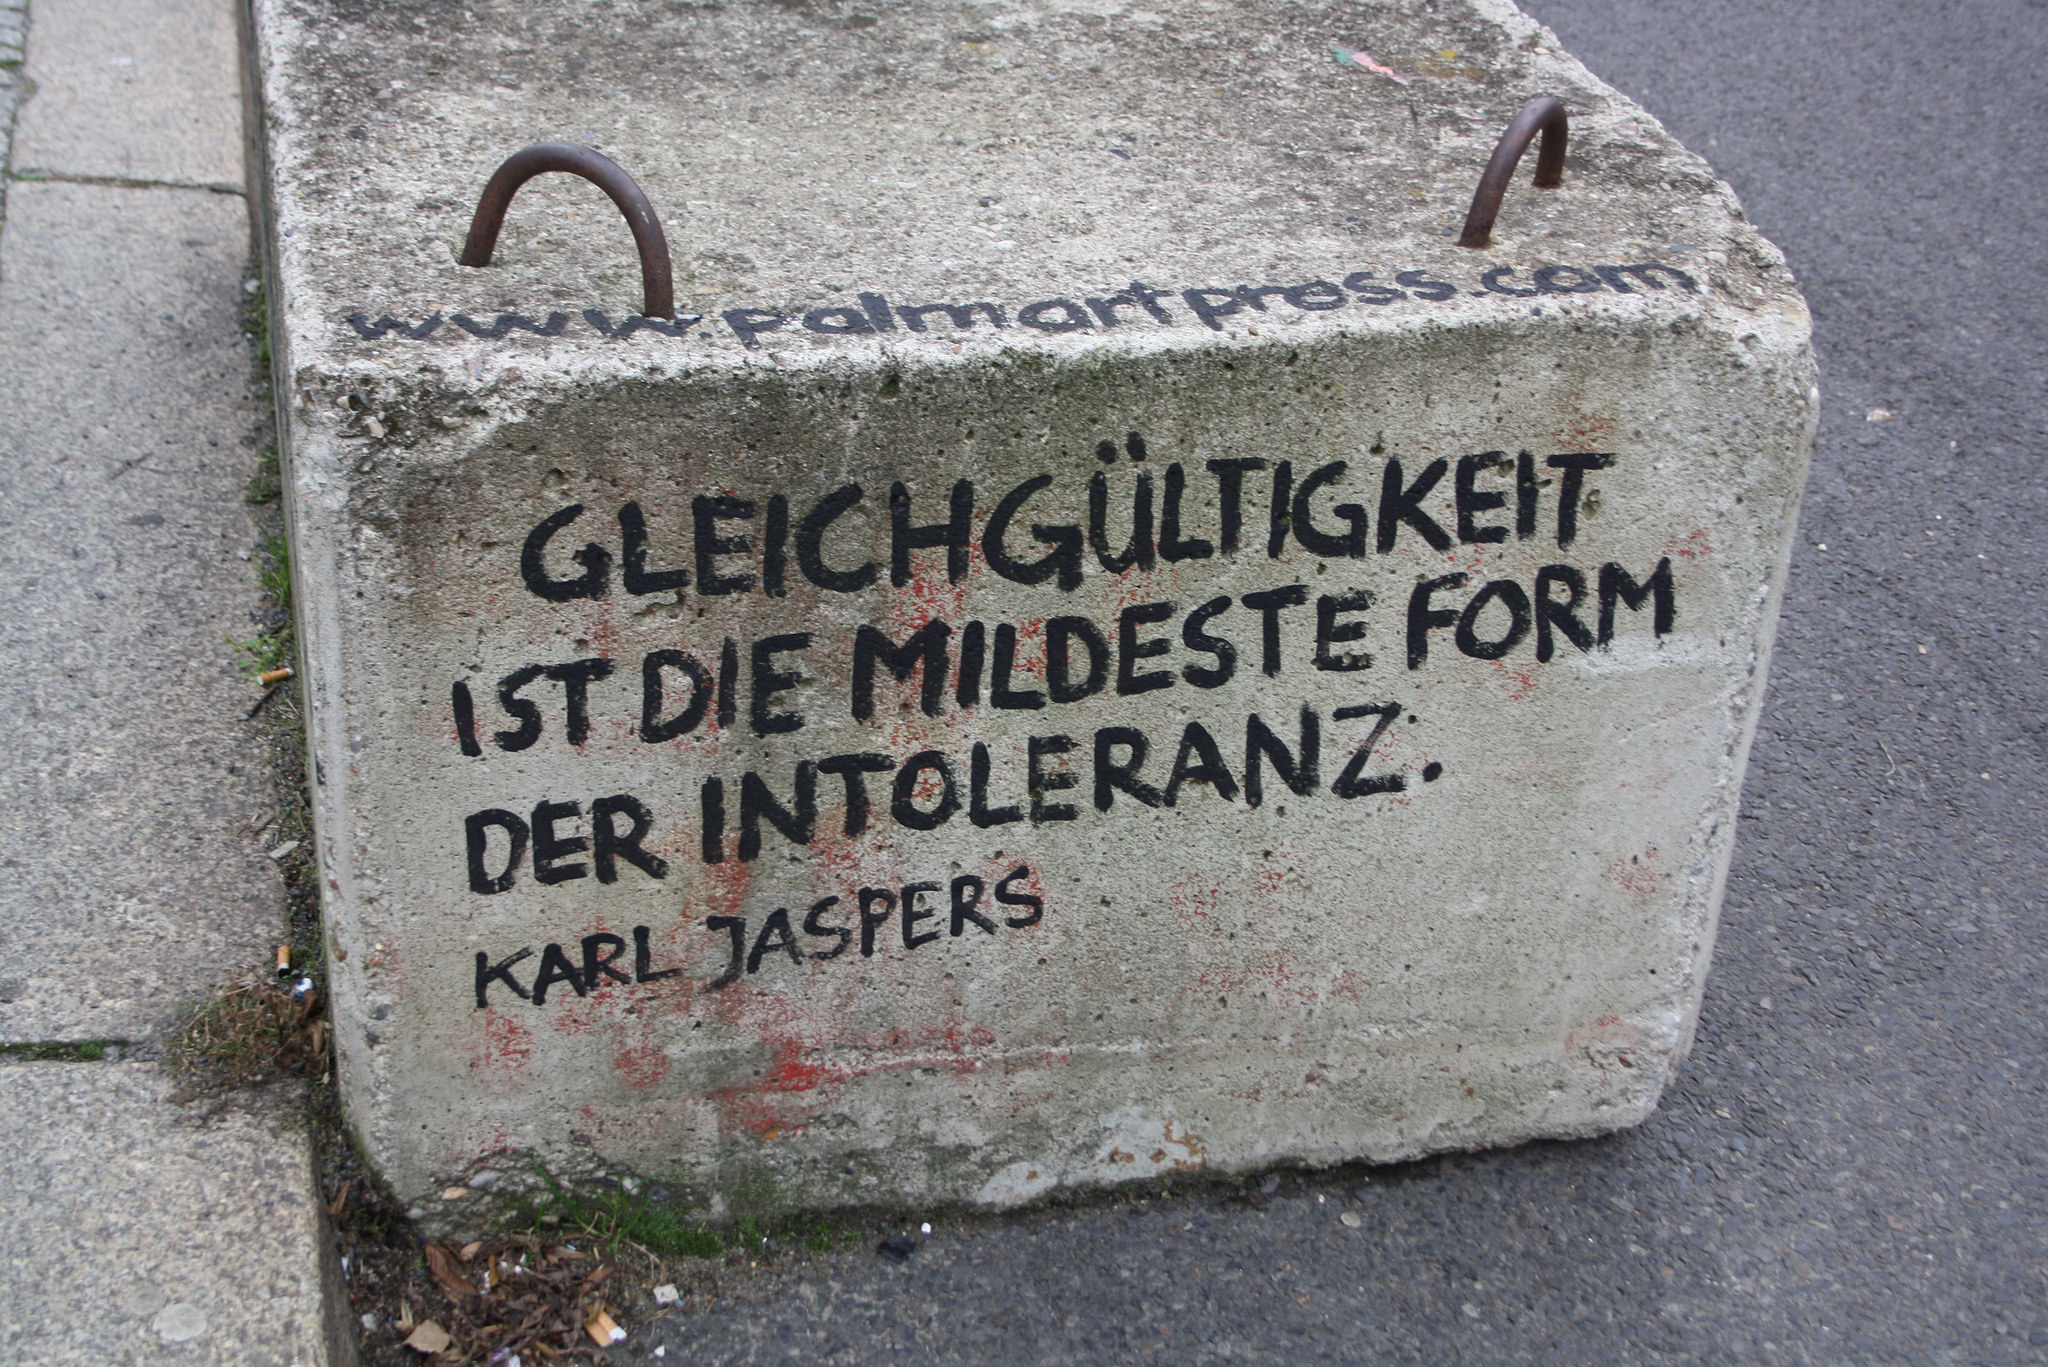 www.palmartpress.com
GLEICHGÜLTIGKEIT
IST DIE MILDESTE FORM
DER INTOLERANZ.
KARL JASPERS